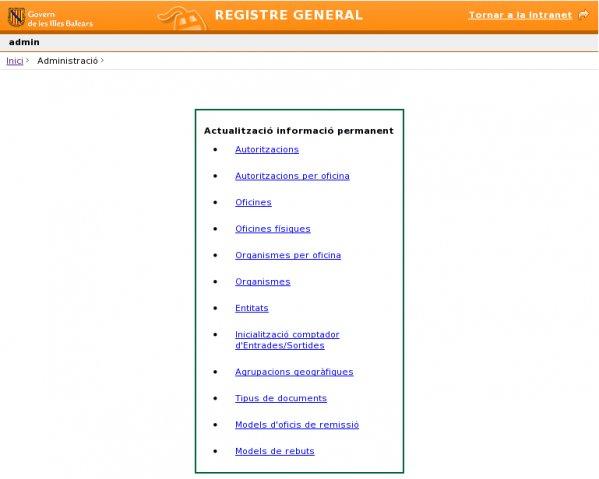 Govern
de les Illes Balears
REGISTRE GENERAL
Tornar a la Intranet
admin
Inici > Administració >
Actualització informació permanent
• Autoritzacions
• Autoritzacions per oficina
• Oficines
• Oficines físiques
• Organismes per oficina
• Organismes
• Entitats
• Inicialització comptador
d'Entrades/Sortides
• Agrupacions geogràfiques
• Tipus de documents
• Models d'oficis de remissió
• Models de rebuts